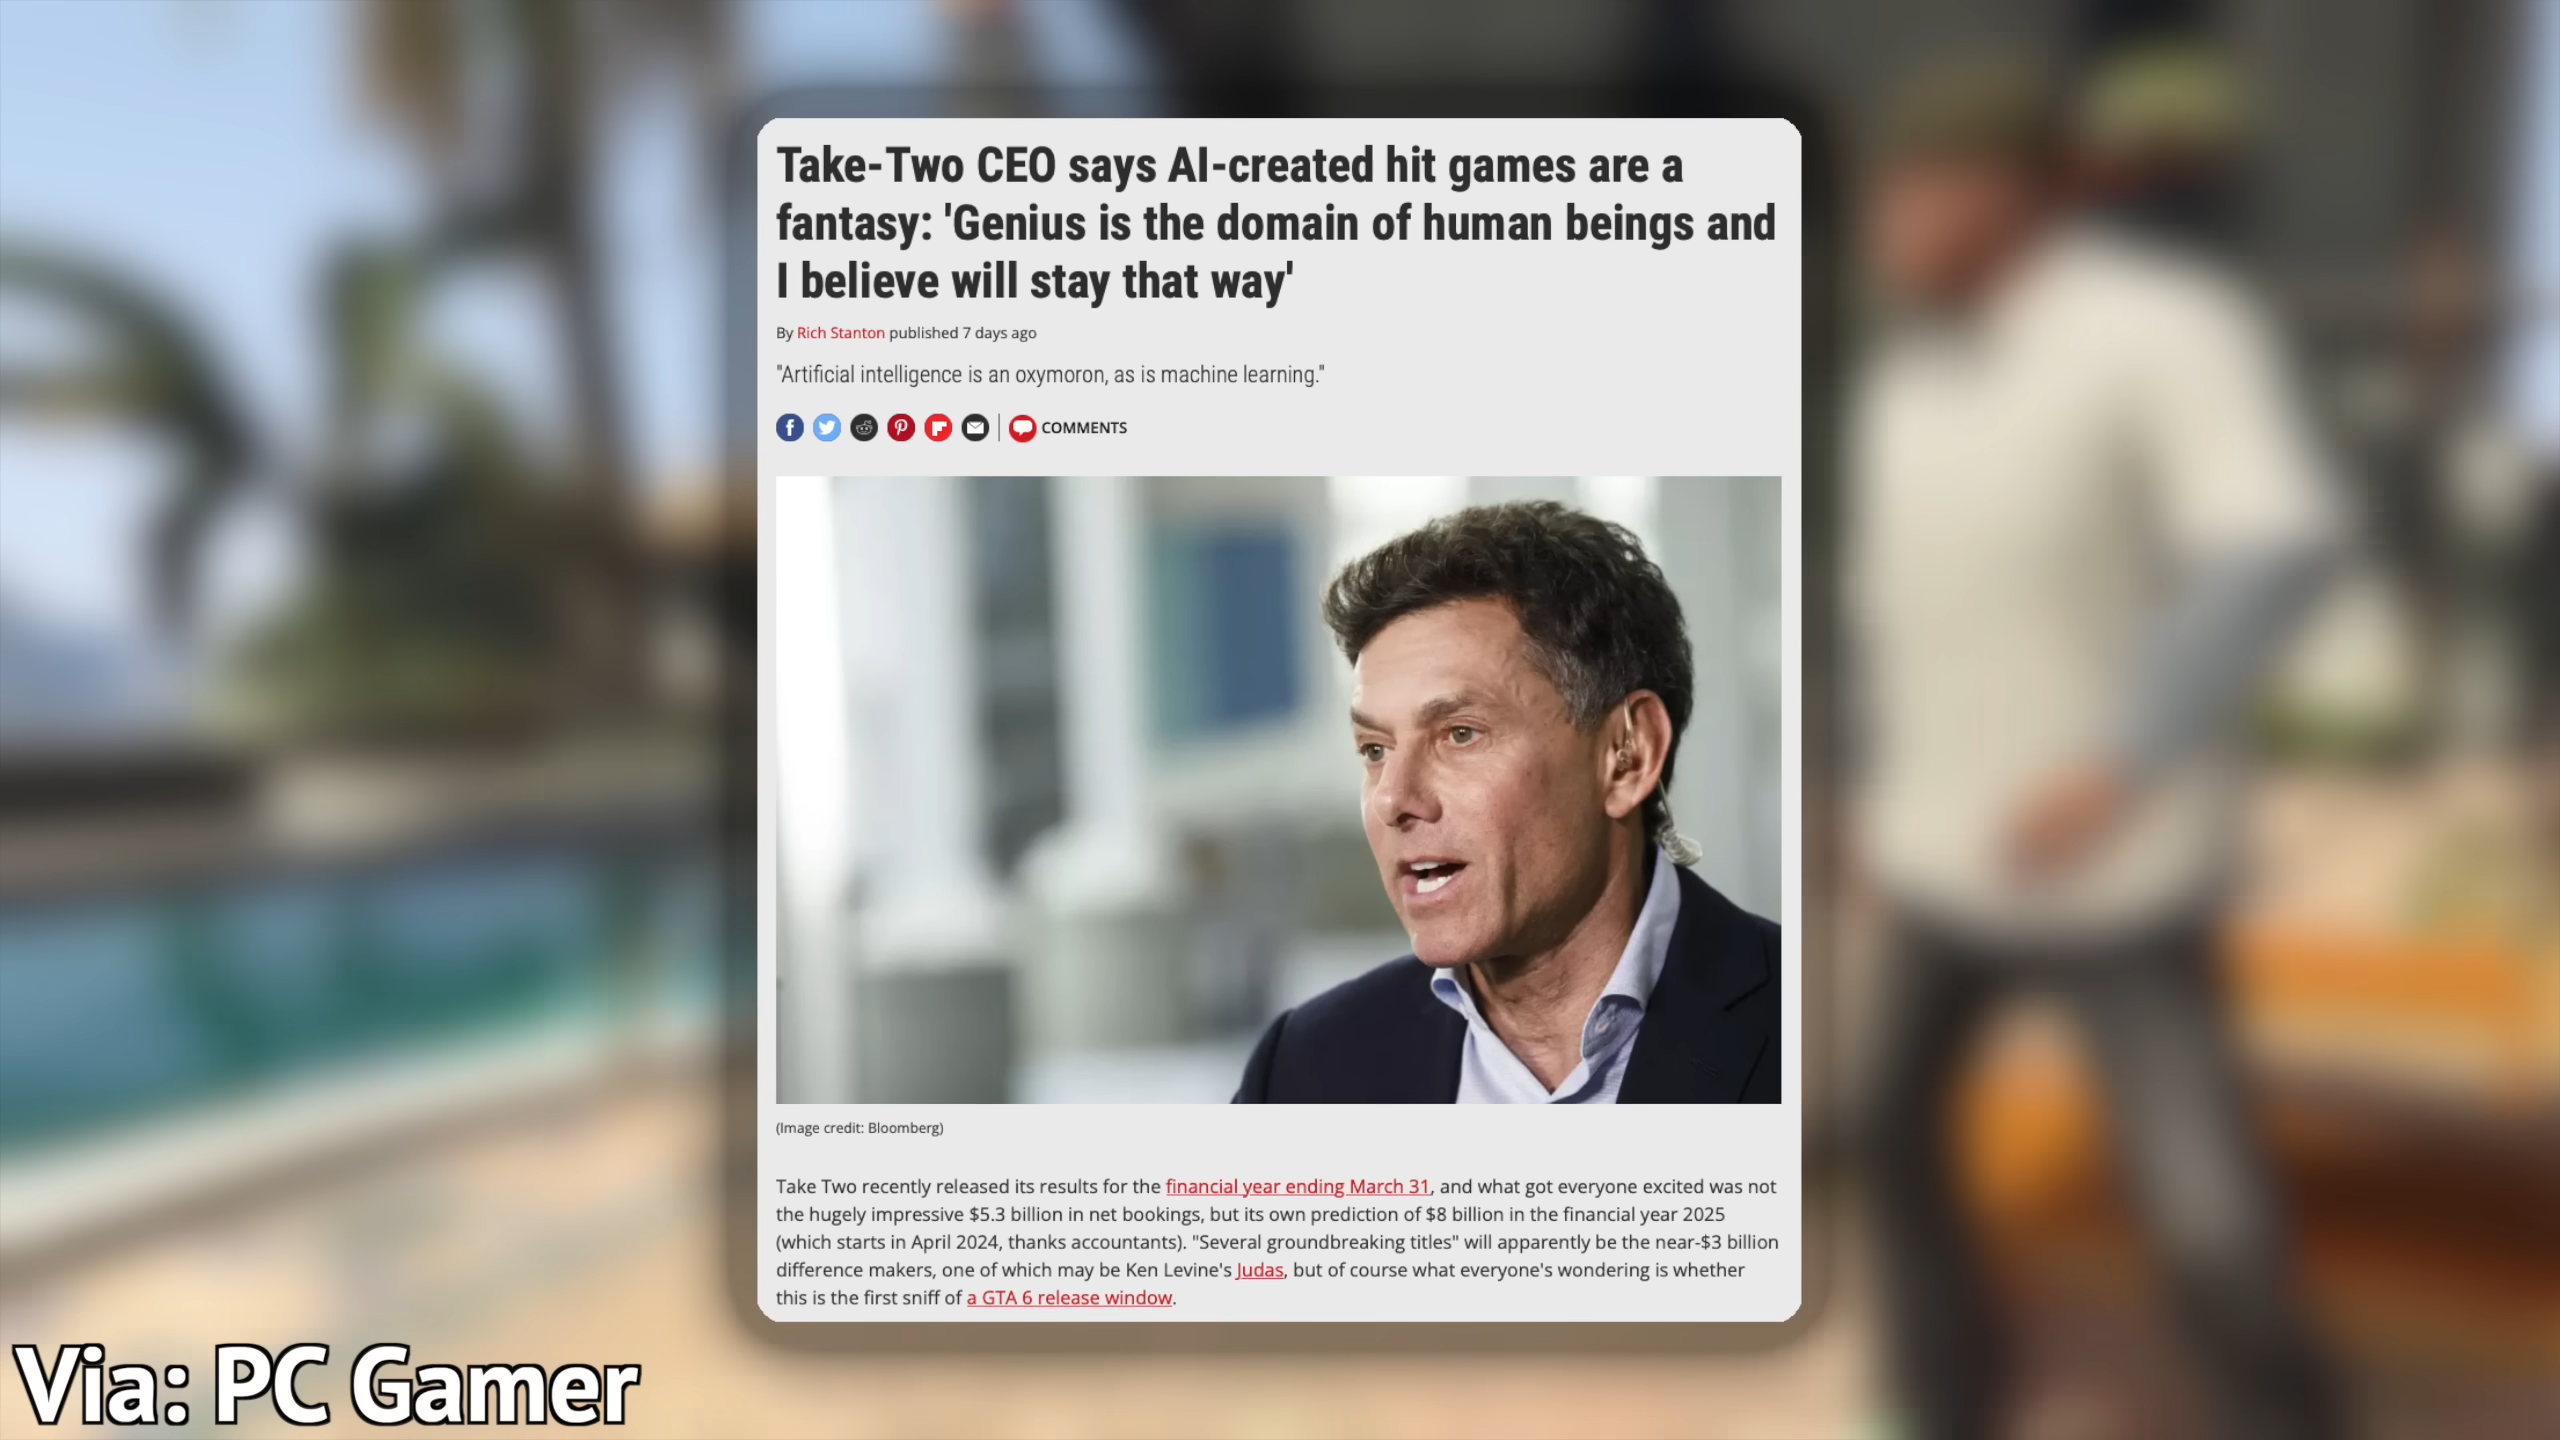 Take-Two CEO says AI-created hit games are a
fantasy: 'Genius is the domain of human beings and
I believe will stay that way'
By Rich Stanton published 7 days ago
"Artificial intelligence is an oxymoron, as is machine learning."
COMMENTS
(Image credit: Bloomberg)
Take Two recently released its results for the financial year ending March 31, and what got everyone excited was not
the hugely impressive $5.3 billion in net bookings, but its own prediction of $8 billion in the financial year 2025
(which starts in April 2024, thanks accountants). "Several groundbreaking titles" will apparently be the near-$3 billion
difference makers, one of which may be Ken Levine's Judas, but of course what everyone's wondering is whether
this is the first sniff of a GTA 6 release window.
Via: PC Gamer